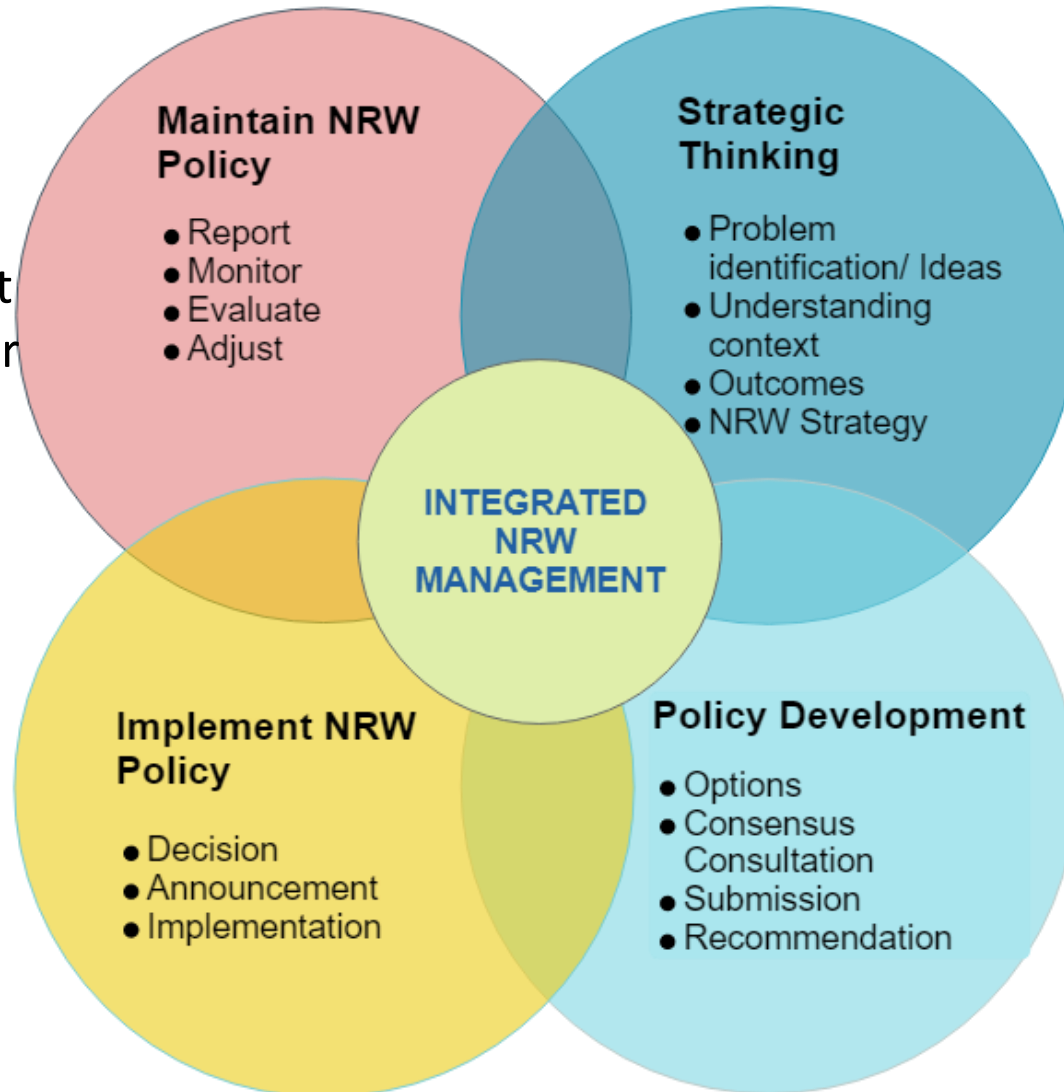 Maintain NRW
Policy
● Report
● Monitor
● Evaluate
● Adjust
Strategic
Thinking
● Problem
identification/ Ideas
● Understanding
context
● Outcomes
● NRW Strategy
t
r
INTEGRATED
NRW
MANAGEMENT
Implement NRW
Policy
● Decision
● Announcement
● Implementation
Policy Development
● Options
● Consensus
Consultation
● Submission
● Recommendation